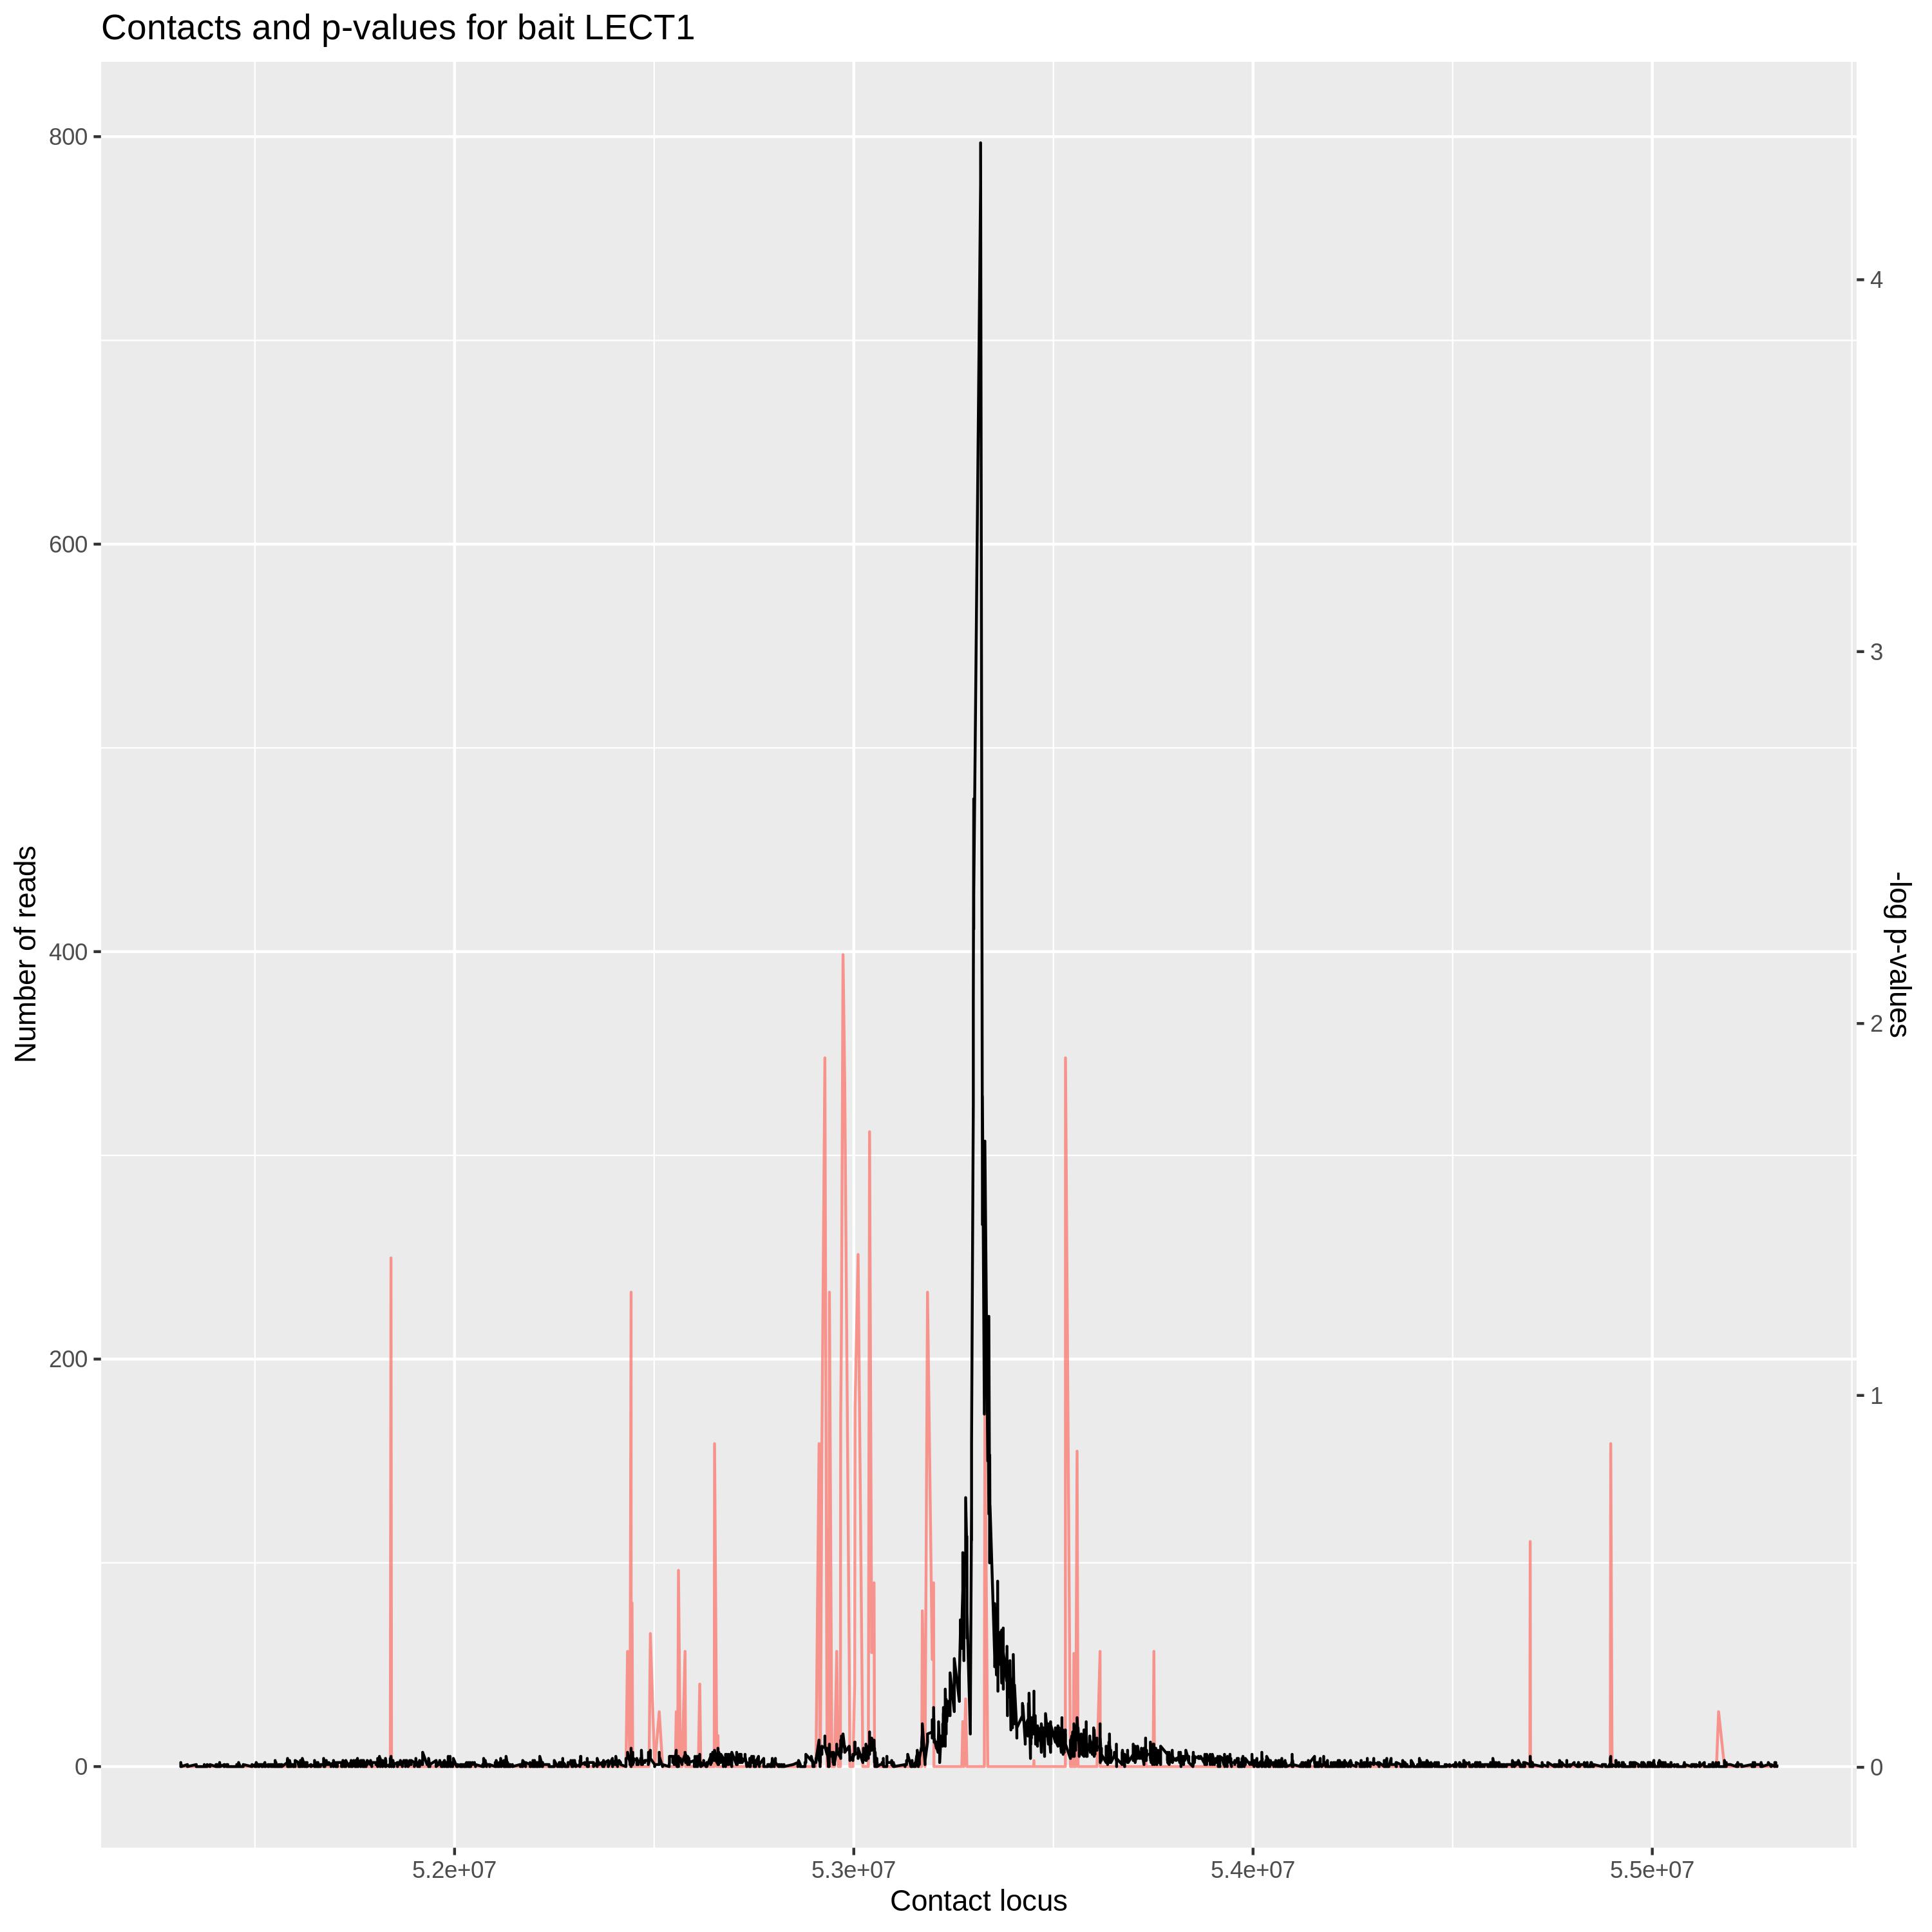 Contacts and p-values for bait LECT1
800
600
400
200
0
Number of reads
4
3
2
1
0
-log p-values
5.2e+07
5.3e+07
5.4e+07
5.5e+07
Contact locus